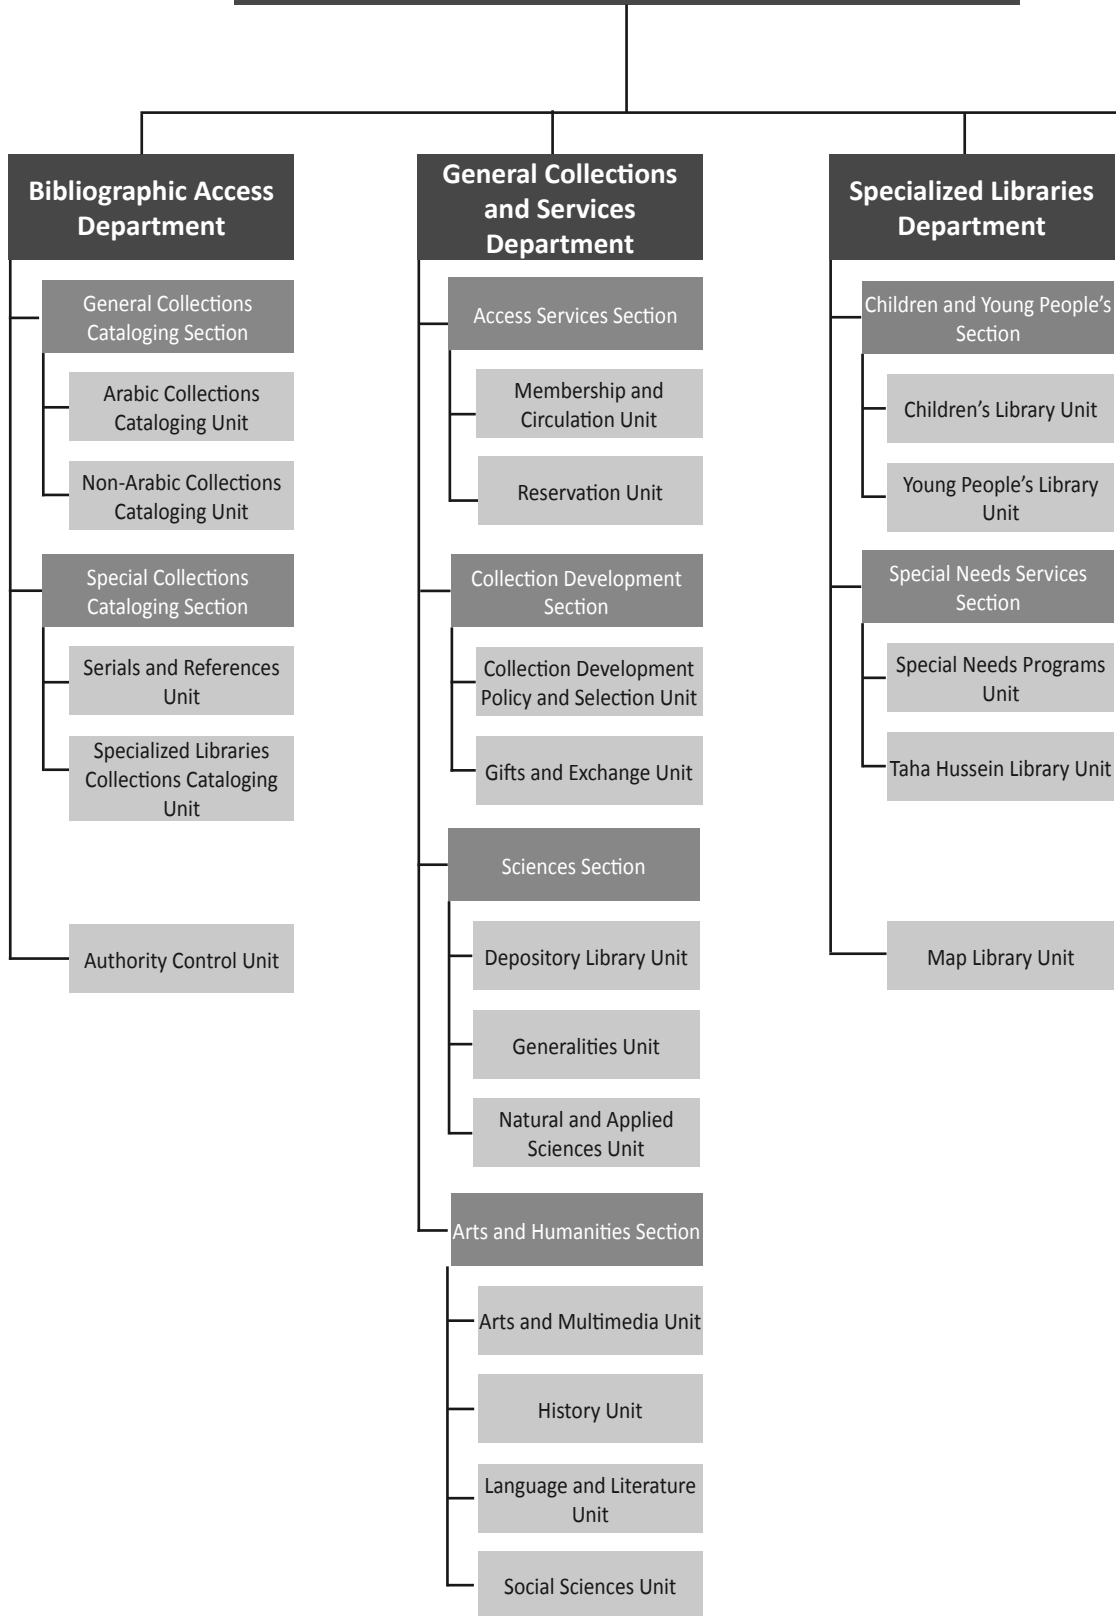 Bibliographic Access
Department
General Collections
Cataloging Section
Arabic Collections
Cataloging Unit
Non-Arabic Collections
Cataloging Unit
Special Collections
Cataloging Section
Serials and References
Unit
Specialized Libraries
Collections Cataloging
Unit
Authority Control Unit
General Collections
and Services
Department
Access Services Section
Membership and
Circulation Unit
Reservation Unit
Collection Development
Section
Collection Development
Policy and Selection Unit
Gifts and Exchange Unit
Sciences Section
Depository Library Unit
Generalities Unit
Natural and Applied
Sciences Unit
Arts and Humanities Section
Arts and Multimedia Unit
History Unit
Language and Literature
Unit
Social Sciences Unit
Specialized Libraries
Department
Children and Young People’s
Section
Children’s Library Unit
Young People’s Library
Unit
Special Needs Services
Section
Special Needs Programs
Unit
Taha Hussein Library Unit
Map Library Unit